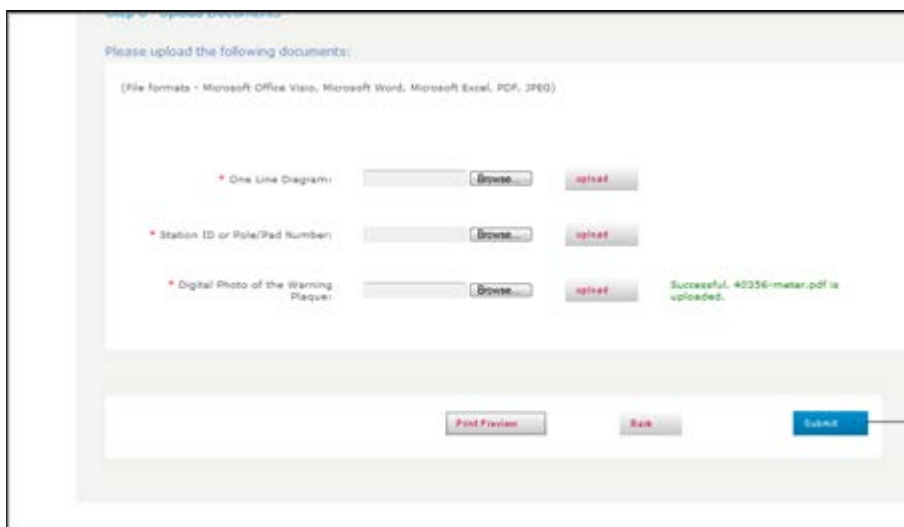 Please upload the following documents:
(File formats - Microsoft Office Visio, Microsoft Word, Microsoft Excel, PDF, JPEG)
* One Line Diagram: Browse... upload
* Station ID or Pole/Pad Number: Browse... upload
* Digital Photo of the Warning
Plaque: Browse... upload Successful. 40356-meter.pdf is
uploaded.
Print Preview Back Submit